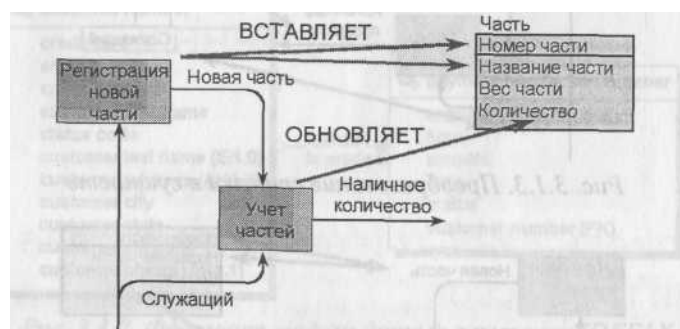 ВСТАВЛЯЕТ
Часть
Номер части
Название части
Вес части
Количество
Регистрация
новой
части
Новая часть
ОБНОВЛЯЕТ
Учет
частей
Наличное
количество
Служащий